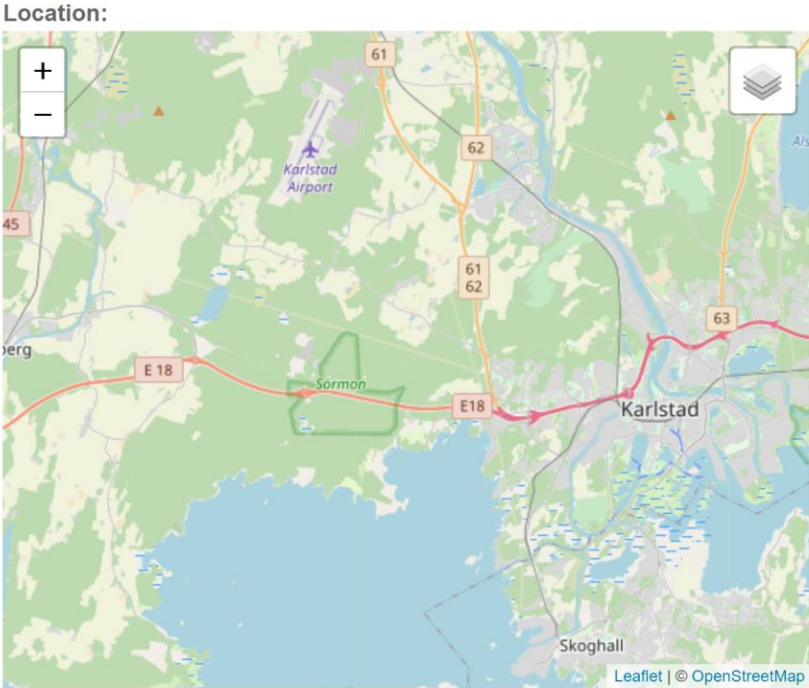 Location:
+
−
61
62
Karlstad
Airport
45
61
62
63
berg
E 18
Sörmon
E18
Karlstad
Skoghall
Leaflet | © OpenStreetMap